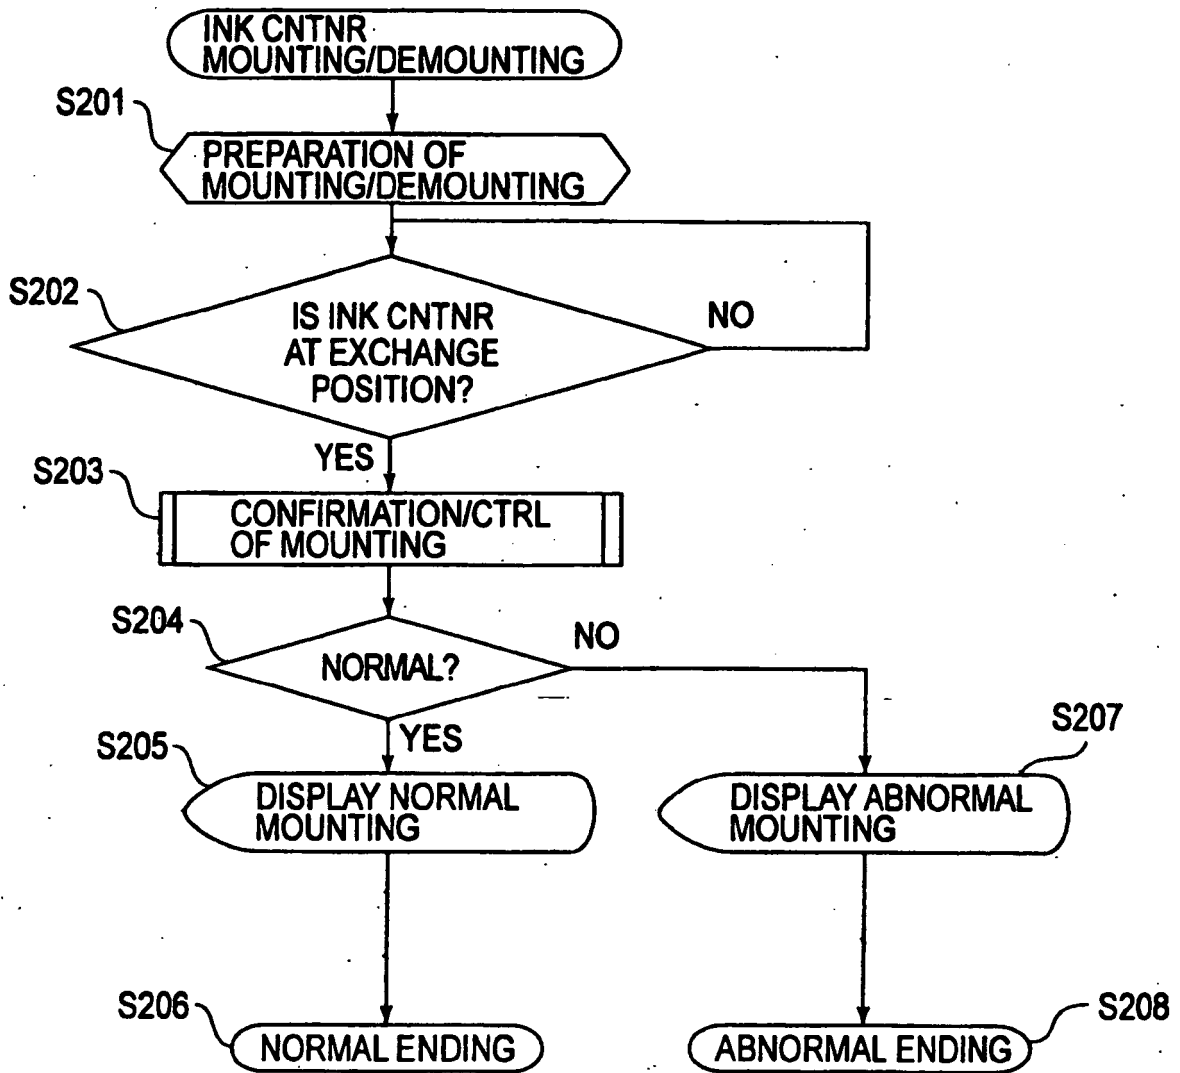 INK CNTNR
MOUNTING/DEMOUNTING
S201
PREPARATION OF
MOUNTING/DEMOUNTING
S202
IS INK CNTNR
AT EXCHANGE
POSITION?
NO
YES
S203
CONFIRMATION/CTRL
OF MOUNTING
S204
NORMAL?
NO
YES
S205
DISPLAY NORMAL
MOUNTING
S207
DISPLAY ABNORMAL
MOUNTING
S206
NORMAL ENDING
S208
ABNORMAL ENDING